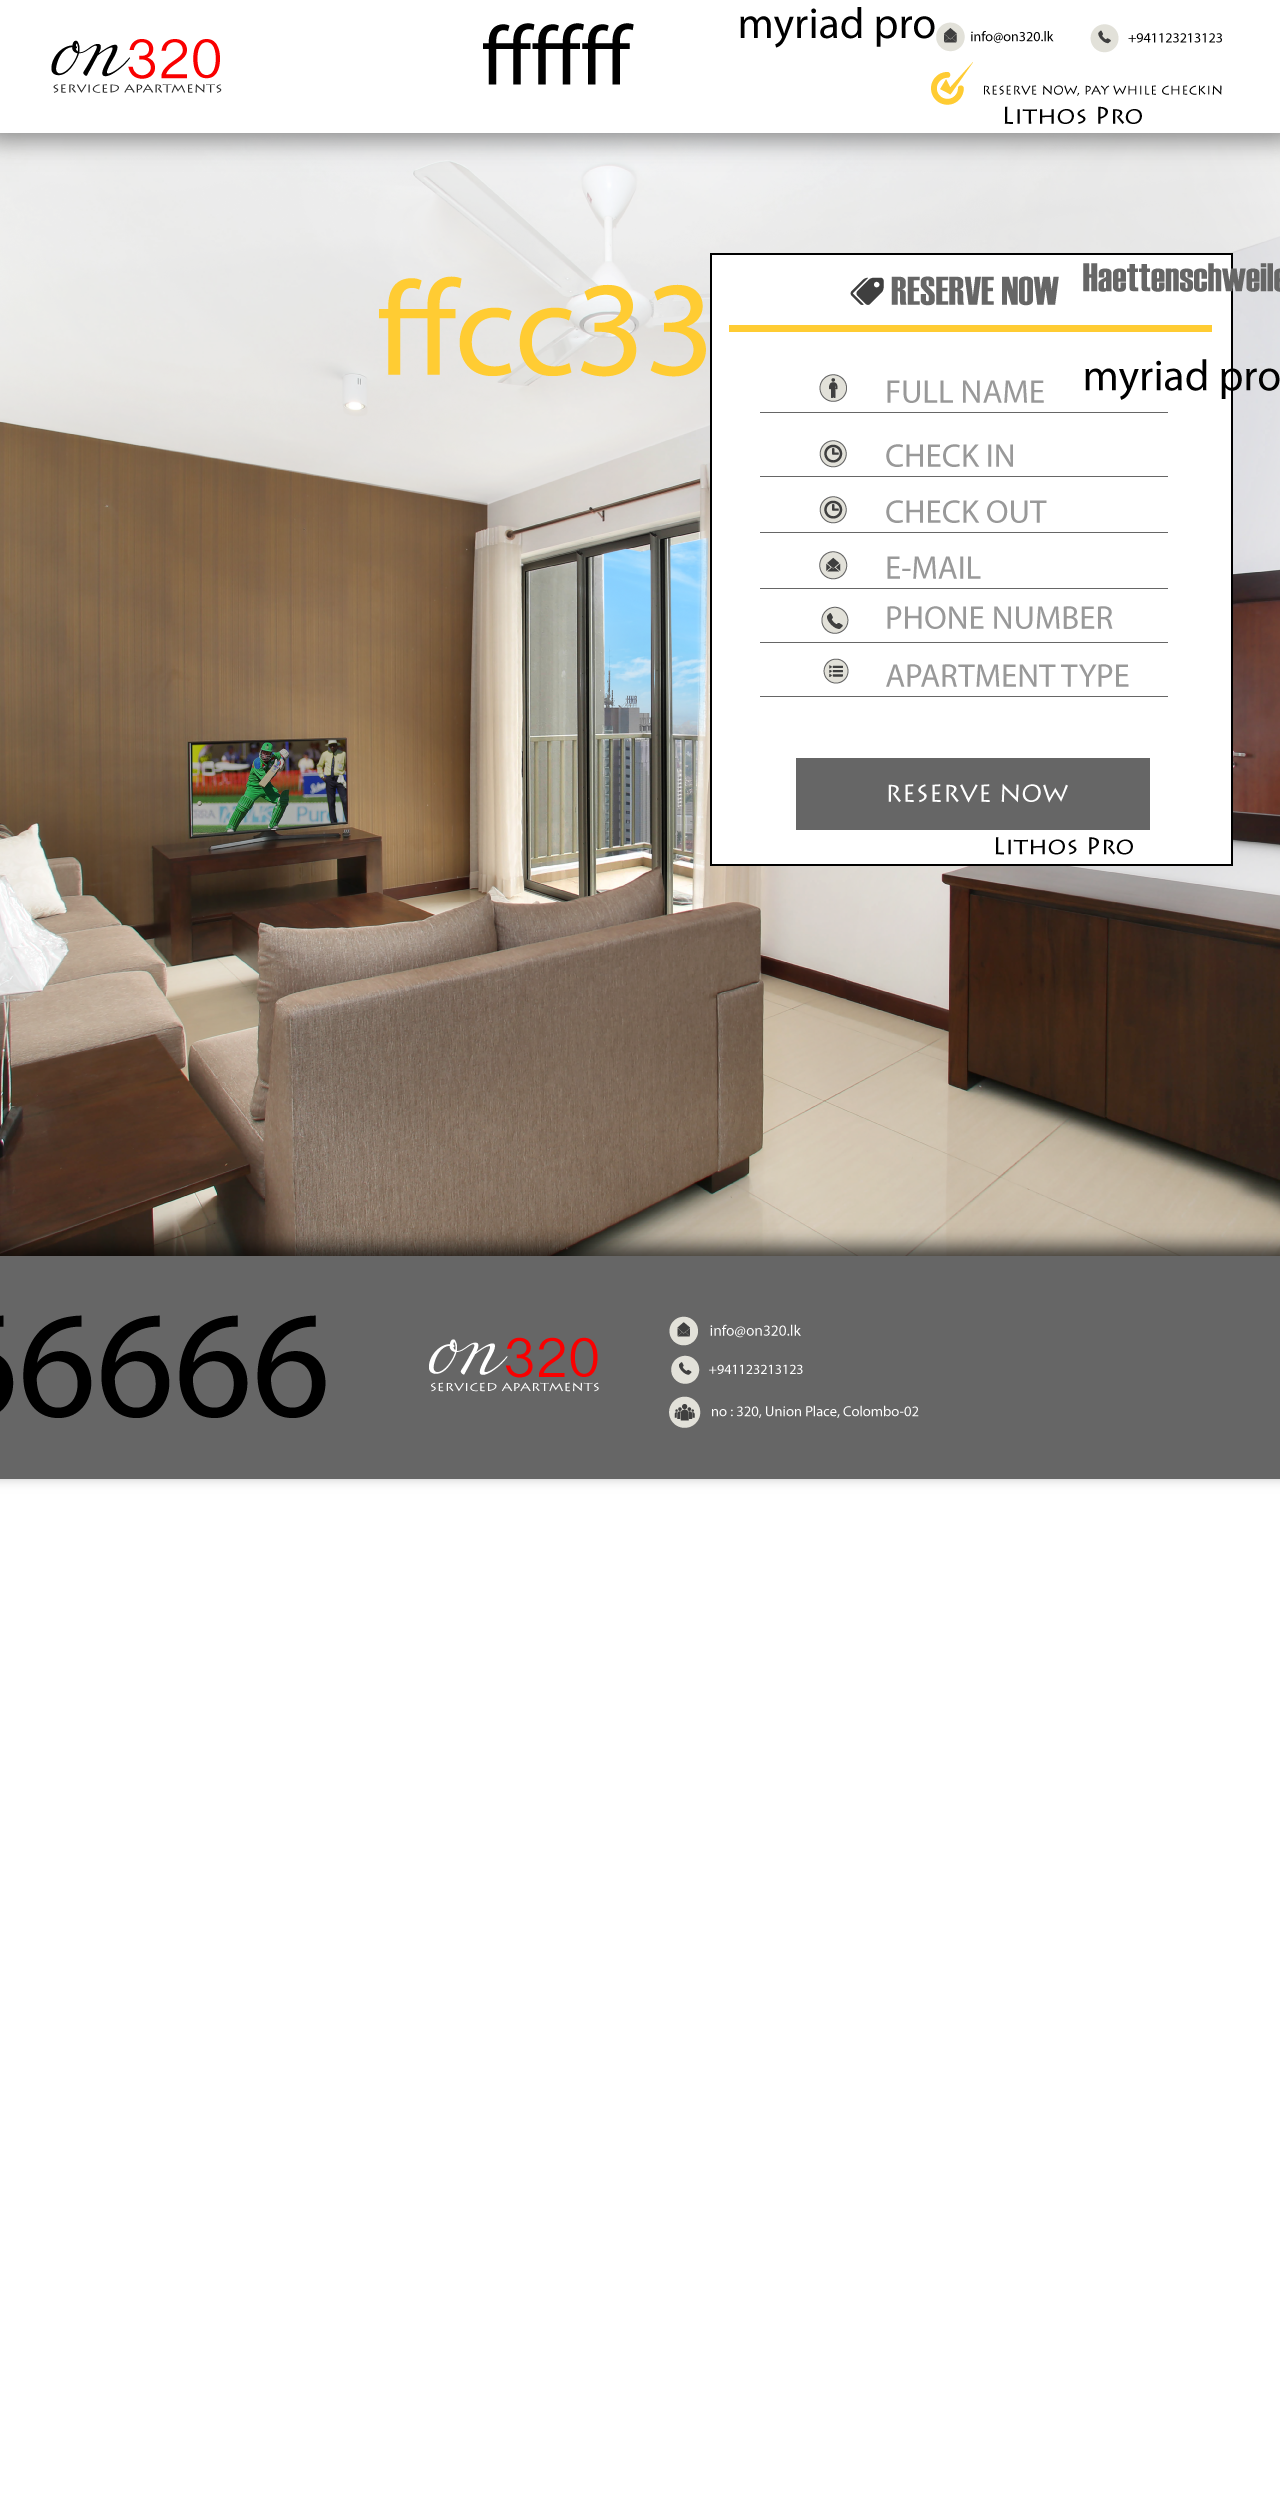 on320
SERVICED APARTMENTS
ffffff
myriad pro
info@on320.lk
+941123213123
RESERVE NOW, PAY WHILE CHECKIN
Lithos Pro
ffcc33
RESERVE NOW
Haettenschweile
FULL NAME
myriad pro
CHECK IN
CHECK OUT
E-MAIL
PHONE NUMBER
APARTMENT TYPE
RESERVE NOW
Lithos Pro
66666
on320
SERVICED APARTMENTS
info@on320.lk
+941123213123
no : 320, Union Place, Colombo-02